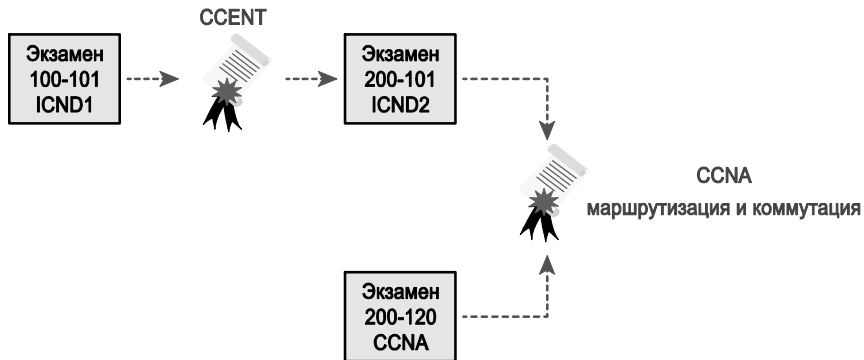 CCENT
Экзамен
100-101
ICND1
Экзамен
200-101
ICND2
CCNA
маршрутизация и коммутация
Экзамен
200-120
CCNA